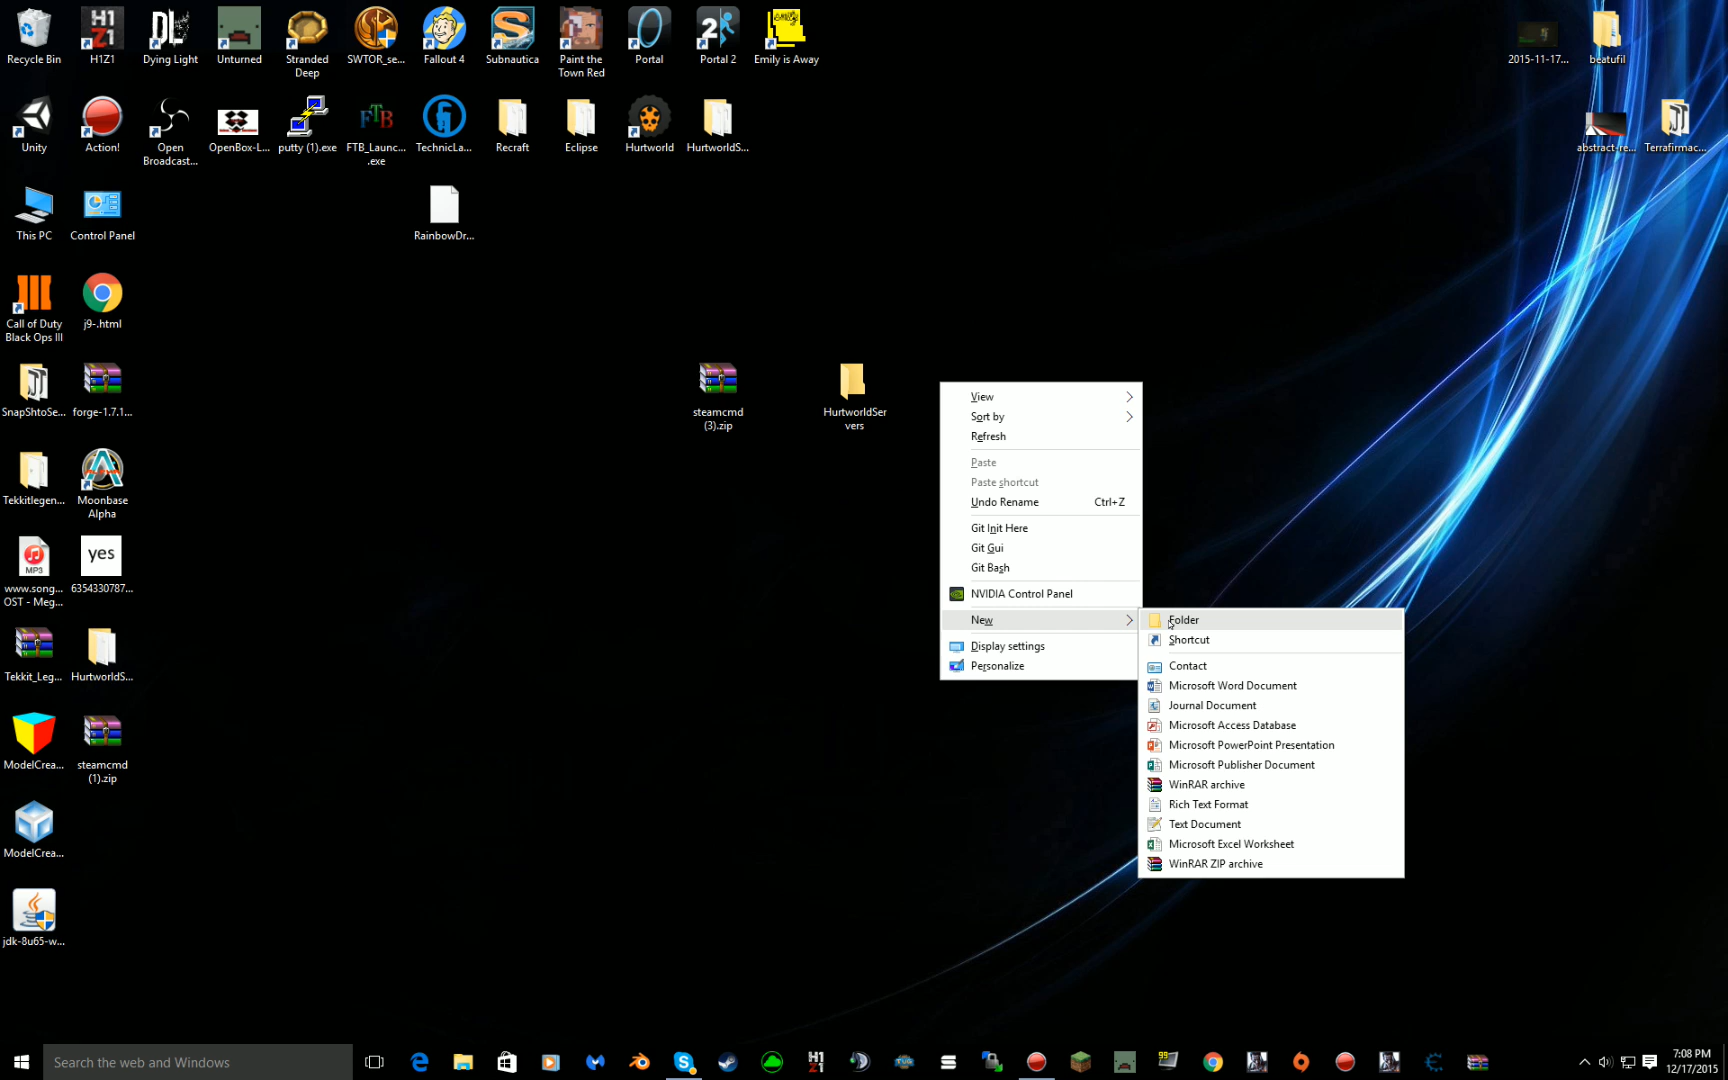 Recycle Bin
H1Z1
Dying Light
Unturned
Stranded
Deep
SWTOR_se...
Fallout 4
Subnautica
Paint the
Town Red
Portal
Portal 2
Emily is Away
2015-11-17...
beatufil
Unity
Action!
Open
Broadcast...
OpenBox-L...
putty (1).exe
FTB_Launc...
.exe
TechnicLa...
Recraft
Eclipse
Hurtworld
HurtworldS...
abstract-re...
Terrafirmac...
This PC
Control Panel
RainbowDr...
Call of Duty
Black Ops III
j9-.html
SnapShtoSe...
forge-1.7.1...
steamcmd
(3).zip
HurtworldSer
vers
Tekkitlegen...
Moonbase
Alpha
www.song...
OST - Meg...
yes
6354330787...
Tekkit_Leg...
HurtworldS...
ModelCrea...
steamcmd
(1).zip
ModelCrea...
jdk-8u65-w...
View
Sort by
Refresh
Paste
Paste shortcut
Undo Rename Ctrl+Z
Git Init Here
Git Gui
Git Bash
NVIDIA Control Panel
New
Display settings
Personalize
Folder
Shortcut
Contact
Microsoft Word Document
Journal Document
Microsoft Access Database
Microsoft PowerPoint Presentation
Microsoft Publisher Document
WinRAR archive
Rich Text Format
Text Document
Microsoft Excel Worksheet
WinRAR ZIP archive
Search the web and Windows
7:08 PM
12/17/2015